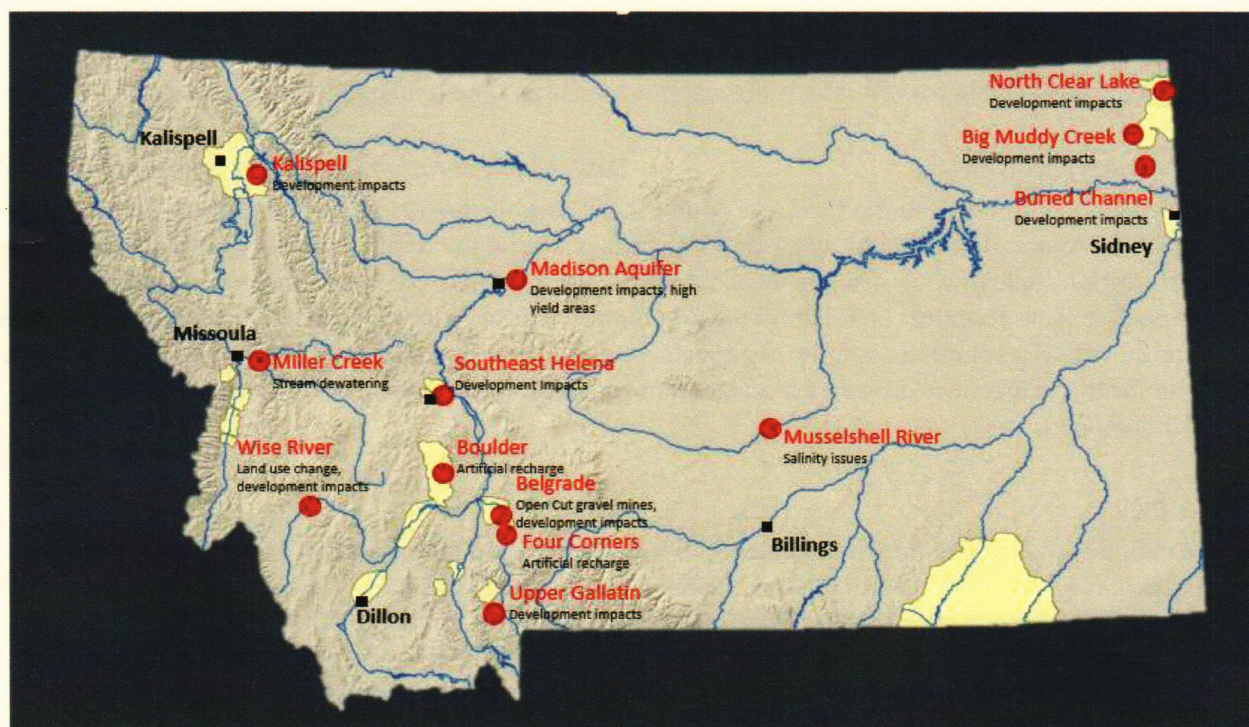 North Clear Lake
Development impacts
Kalispell
Big Muddy Creek
Development impacts
Kalispell
Development impacts
Buried Channel
Development impacts
Sidney
Madison Aquifer
Development impacts, high
yield areas
Missoula
Miller Creek
Stream dewatering
Southeast Helena
Development Impacts
Musselshell River
Salinity issues
Wise River
Land use change,
development impacts
Boulder
Artificial recharge
Belgrade
Open Cut gravel mines,
development impacts
Billings
Four Corners
Artificial recharge
Upper Gallatin
Development impacts
Dillon